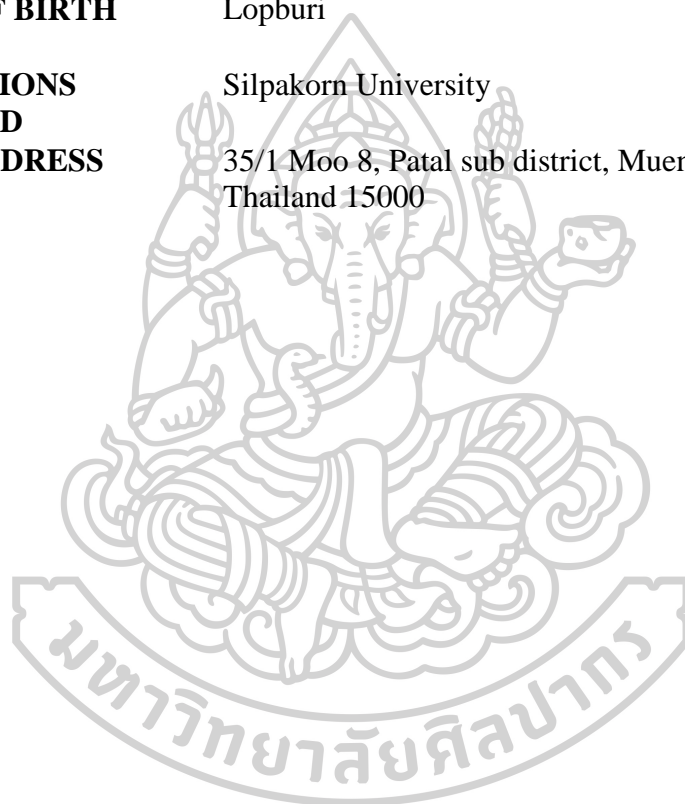 BIRTH Lopburi
IONS Silpakorn University
D
DRESS 35/1 Moo 8, Patal sub district, Muen
Thailand 15000
มหาวิทยาลัยศิลปากร